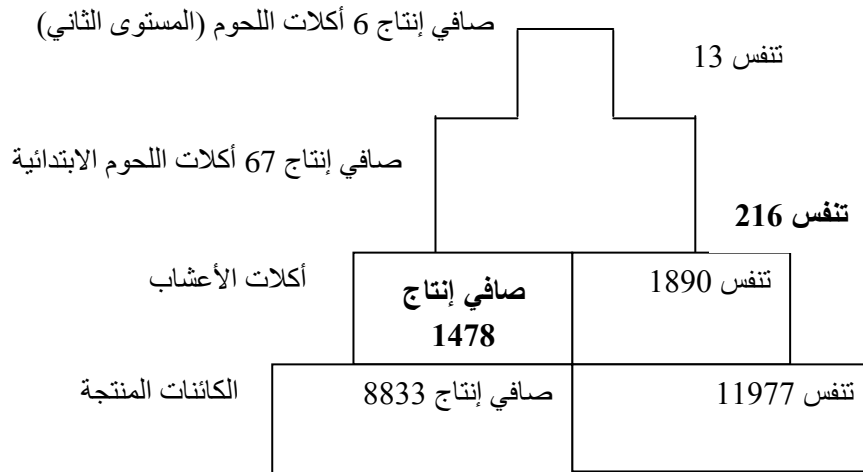 صافي إنتاج 6 أكلات اللحوم (المستوى الثاني)
تنفس 13
صافي إنتاج 67 أكلات اللحوم الابتدائية
تنفس 216
أكلات الأعشاب
صافي إنتاج
1478
تنفس 1890
الكائنات المنتجة
صافي إنتاج 8833
تنفس 11977